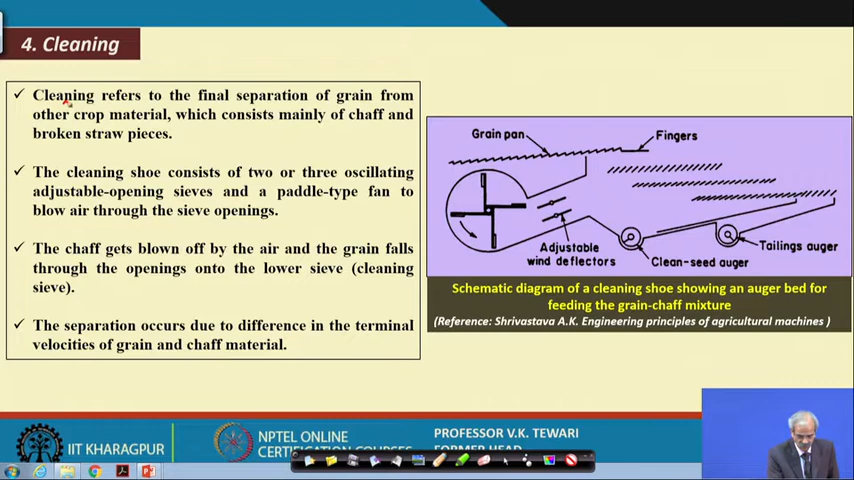 4. Cleaning
✓ Cleaning refers to the final separation of grain from
other crop material, which consists mainly of chaff and
broken straw pieces.
✓ The cleaning shoe consists of two or three oscillating
adjustable-opening sieves and a paddle-type fan to
blow air through the sieve openings.
✓ The chaff gets blown off by the air and the grain falls
through the openings onto the lower sieve (cleaning
sieve).
✓ The separation occurs due to difference in the terminal
velocities of grain and chaff material.
Grain pan
Fingers
Adjustable
wind deflectors
Clean-seed auger
Tailings auger
Schematic diagram of a cleaning shoe showing an auger bed for
feeding the grain-chaff mixture
(Reference: Shrivastava A.K. Engineering principles of agricultural machines )
IIT KHARAGPUR
NPTEL ONLINE
CERTIFICATION COURSES
PROFESSOR V.K. TEWARI
FORMER HEAD